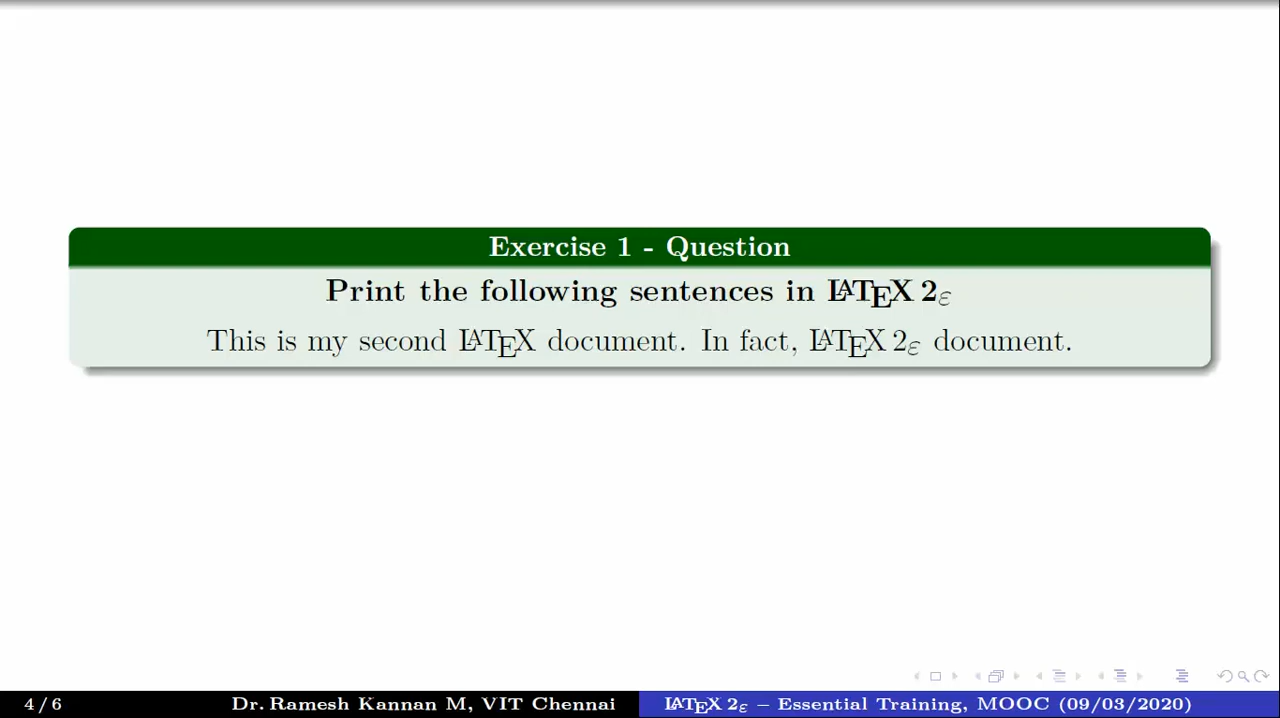 Exercise 1 - Question
Print the following sentences in LATEX 2ε
This is my second LATEX document. In fact, LATEX 2ε document.
4 / 6 Dr. Ramesh Kannan M, VIT Chennai LATEX 2ε – Essential Training, MOOC (09/03/2020)